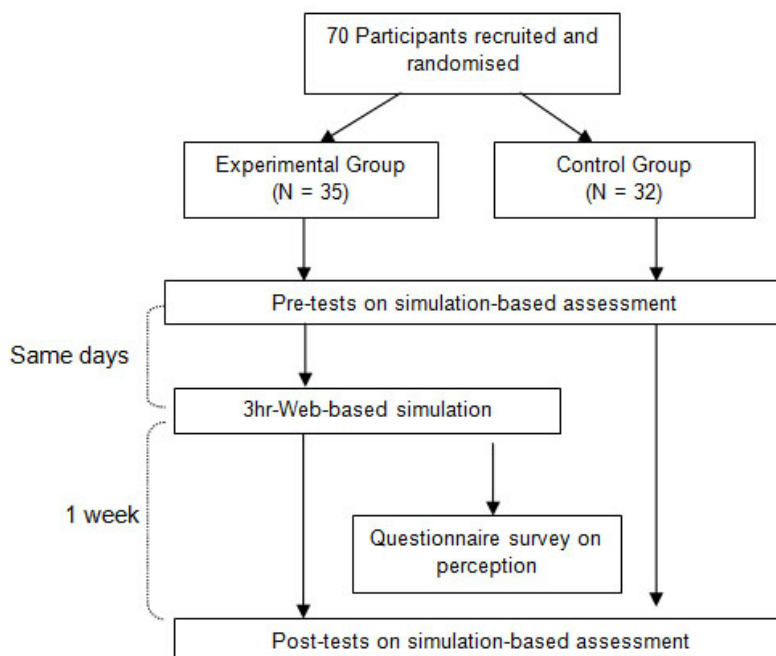 70 Participants recruited and
randomised
Experimental Group
(N = 35)
Control Group
(N = 32)
Pre-tests on simulation-based assessment
Same days
3hr-Web-based simulation
1 week
Questionnaire survey on
perception
Post-tests on simulation-based assessment